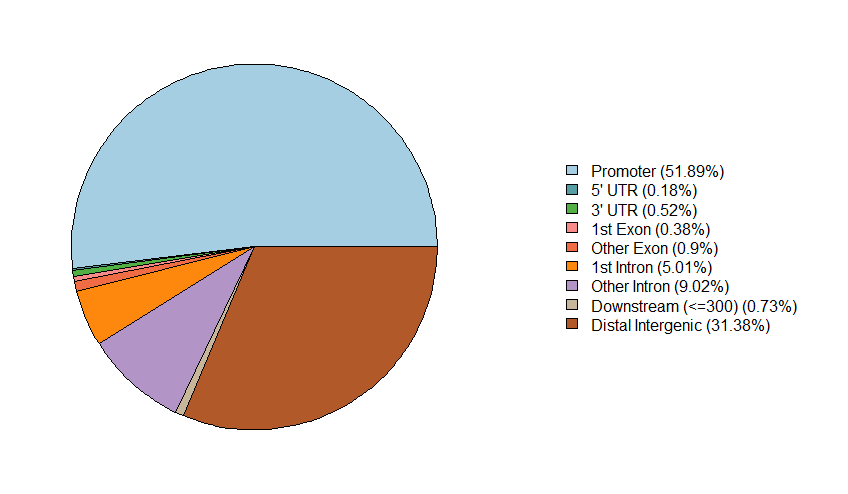 Promoter (51.89%)
5' UTR (0.18%)
3' UTR (0.52%)
1st Exon (0.38%)
Other Exon (0.9%)
1st Intron (5.01%)
Other Intron (9.02%)
Downstream (<=300) (0.73%)
Distal Intergenic (31.38%)